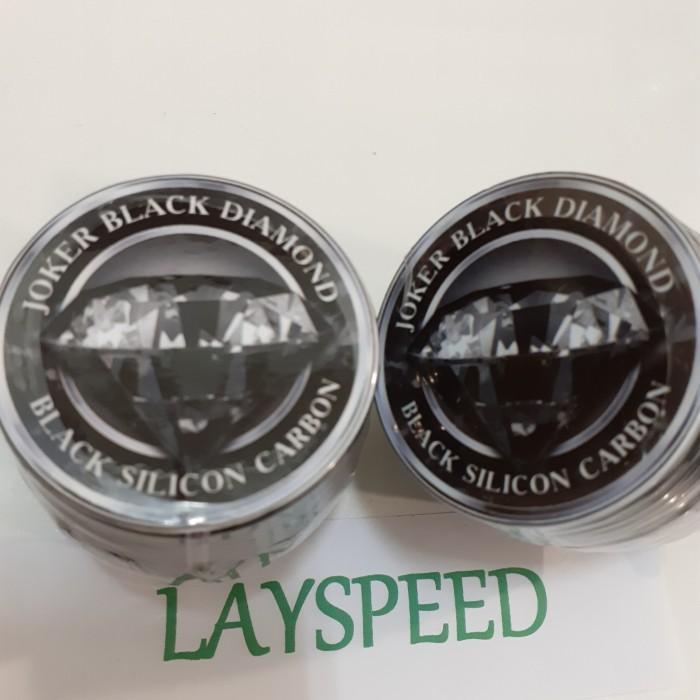 JOKER BLACK DIAMOND
BLACK SILICON CARBON
JOKER BLACK DIAMOND
BLACK SILICON CARBON
LAYSPEED